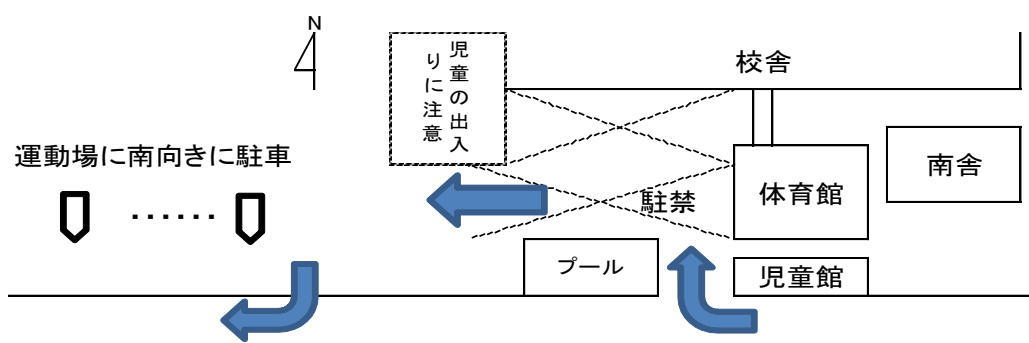 N
児童の出入
りに注意
校舎
運動場に南向きに駐車
‥‥‥
南舎
体育館
駐禁
プール
児童館